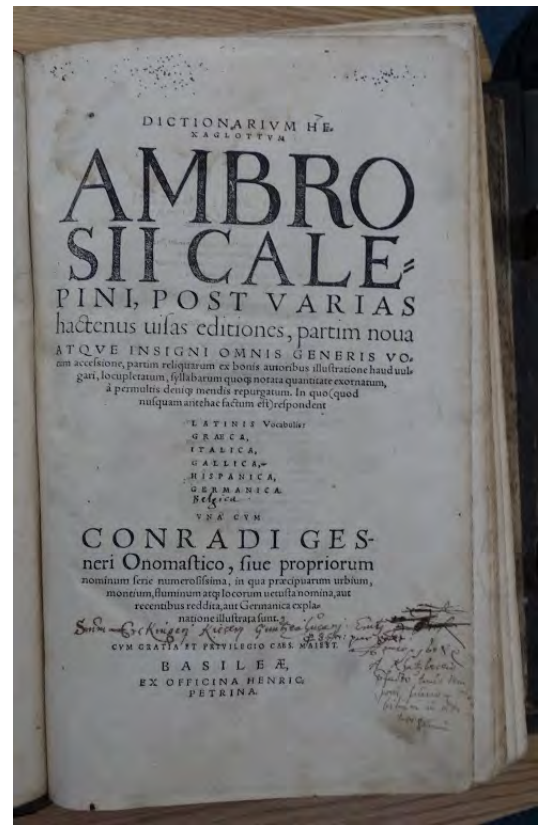 DICTIONARIVM HE-
XAGLOTTVM
AMBRO
SII CALE-
PINI, POST VARIAS
hactenus uisas editiones, partim noua
ATQVE INSIGNI OMNIS GENERIS VO-
cum accessione, partim reliquarum ex bonis autoribus illustratione haud uul-
gari, locupletatum, syllabarum quoq; notata quantitate exornatum,
à permultis deniq; mendis repurgatum. In quo (quod
nusquam antehac factum est) respondent
LATINIS Vocabulis:
GRÆCA,
ITALICA,
GALLICA,
HISPANICA,
GERMANICA.
Belgica
VNA CVM
CONRADI GES-
neri Onomastico, siue propriorum
nominum serie numerosissima, in qua præcipuarum urbium,
montium, fluminum atq; locorum uetusta nomina, aut
recentibus reddita, aut Germanica expla-
natione illustrata sunt.
Sum
CVM GRATIA ET PRIVILEGIO CAES. MAIEST.
BASILEÆ,
EX OFFICINA HENRIC-
PETRINA.